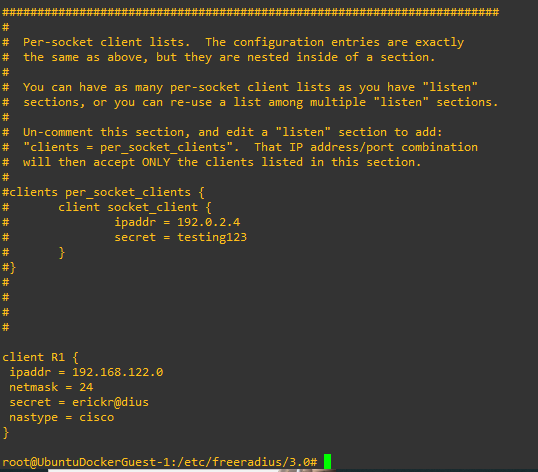 #######################################################################
#
#  Per-socket client lists.  The configuration entries are exactly
#  the same as above, but they are nested inside of a section.
#
#  You can have as many per-socket client lists as you have "listen"
#  sections, or you can re-use a list among multiple "listen" sections.
#
#  Un-comment this section, and edit a "listen" section to add:
#  "clients = per_socket_clients".  That IP address/port combination
#  will then accept ONLY the clients listed in this section.
#
#clients per_socket_clients {
#       client socket_client {
#               ipaddr = 192.0.2.4
#               secret = testing123
#       }
#}
#
#
#
#

client R1 {
 ipaddr = 192.168.122.0
 netmask = 24
 secret = erickr@dius
 nastype = cisco
}

root@UbuntuDockerGuest-1:/etc/freeradius/3.0#